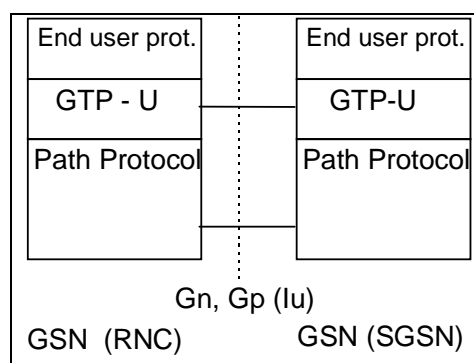 End user prot.
End user prot.
GTP - U
GTP-U
Path Protocol
Path Protocol
Gn, Gp (Iu)
GSN (RNC)
GSN (SGSN)